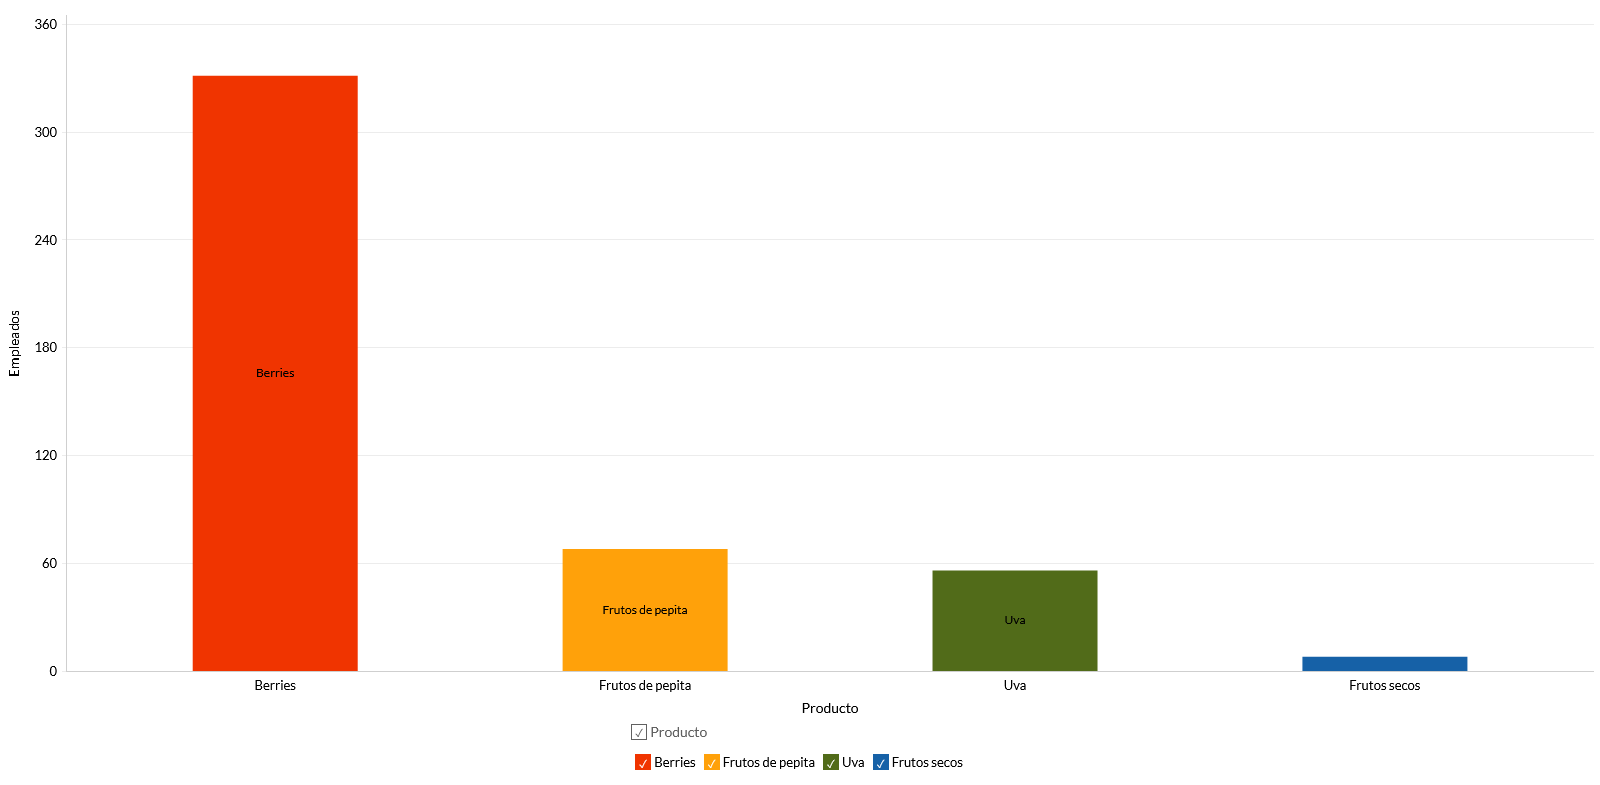 360
300
240
180
120
60
0
Empleados
Berries
Frutos de pepita
Uva
Berries
Frutos de pepita
Uva
Frutos secos
Producto
Producto
Berries Frutos de pepita Uva Frutos secos